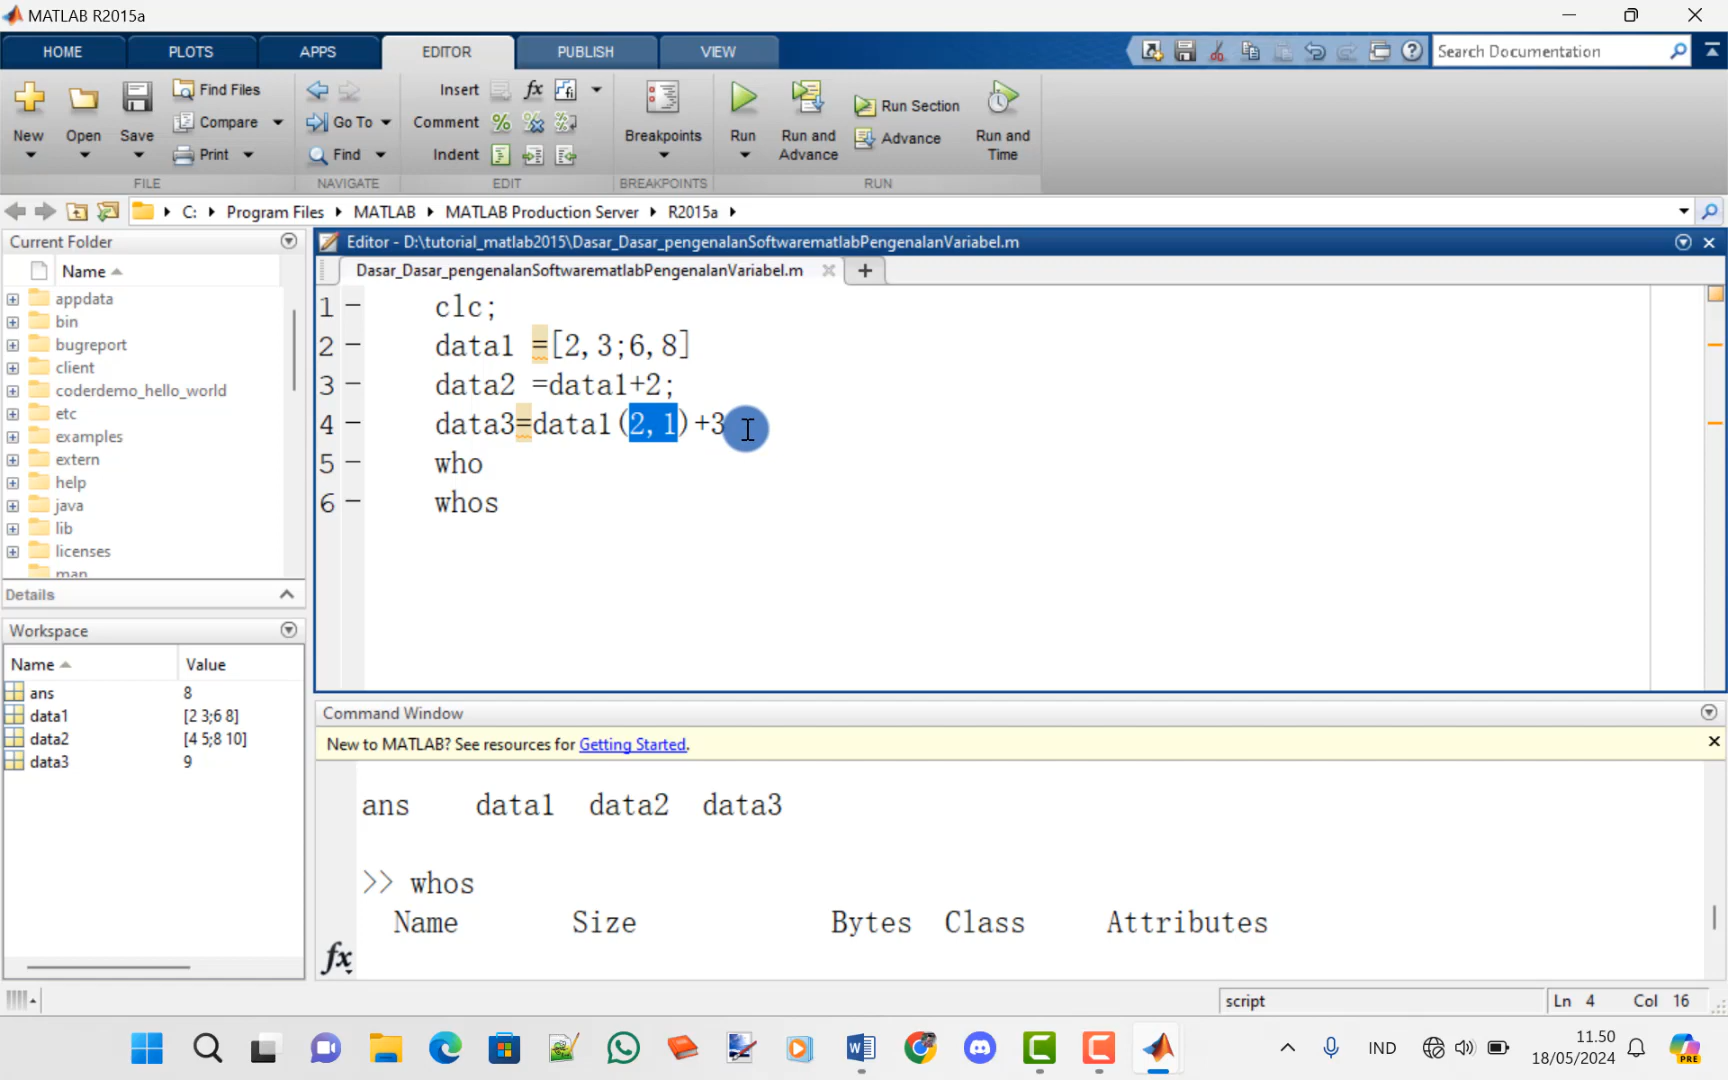 MATLAB R2015a
HOME PLOTS APPS EDITOR PUBLISH VIEW
Search Documentation
New Open Save
Find Files
Compare
Print
Go To
Find
Insert
Comment
Indent
Breakpoints
Run
Run and Advance
Run Section
Advance
Run and Time
FILE NAVIGATE EDIT BREAKPOINTS RUN
C: Program Files MATLAB MATLAB Production Server R2015a
Current Folder
Name
appdata
bin
bugreport
client
coderdemo_hello_world
etc
examples
extern
help
java
lib
licenses
man
Details
Workspace
Name Value
ans 8
data1 [2 3;6 8]
data2 [4 5;8 10]
data3 9
Editor - D:\tutorial_matlab2015\Dasar_Dasar_pengenalanSoftwarematlabPengenalanVariabel.m
Dasar_Dasar_pengenalanSoftwarematlabPengenalanVariabel.m
1 - clc;
2 - data1 =[2,3;6,8]
3 - data2 =data1+2;
4 - data3=data1(2,1)+3
5 - who
6 - whos
Command Window
New to MATLAB? See resources for Getting Started.
ans data1 data2 data3
>> whos
Name Size Bytes Class Attributes
fx
script Ln 4 Col 16
IND
11.50
18/05/2024
PRE